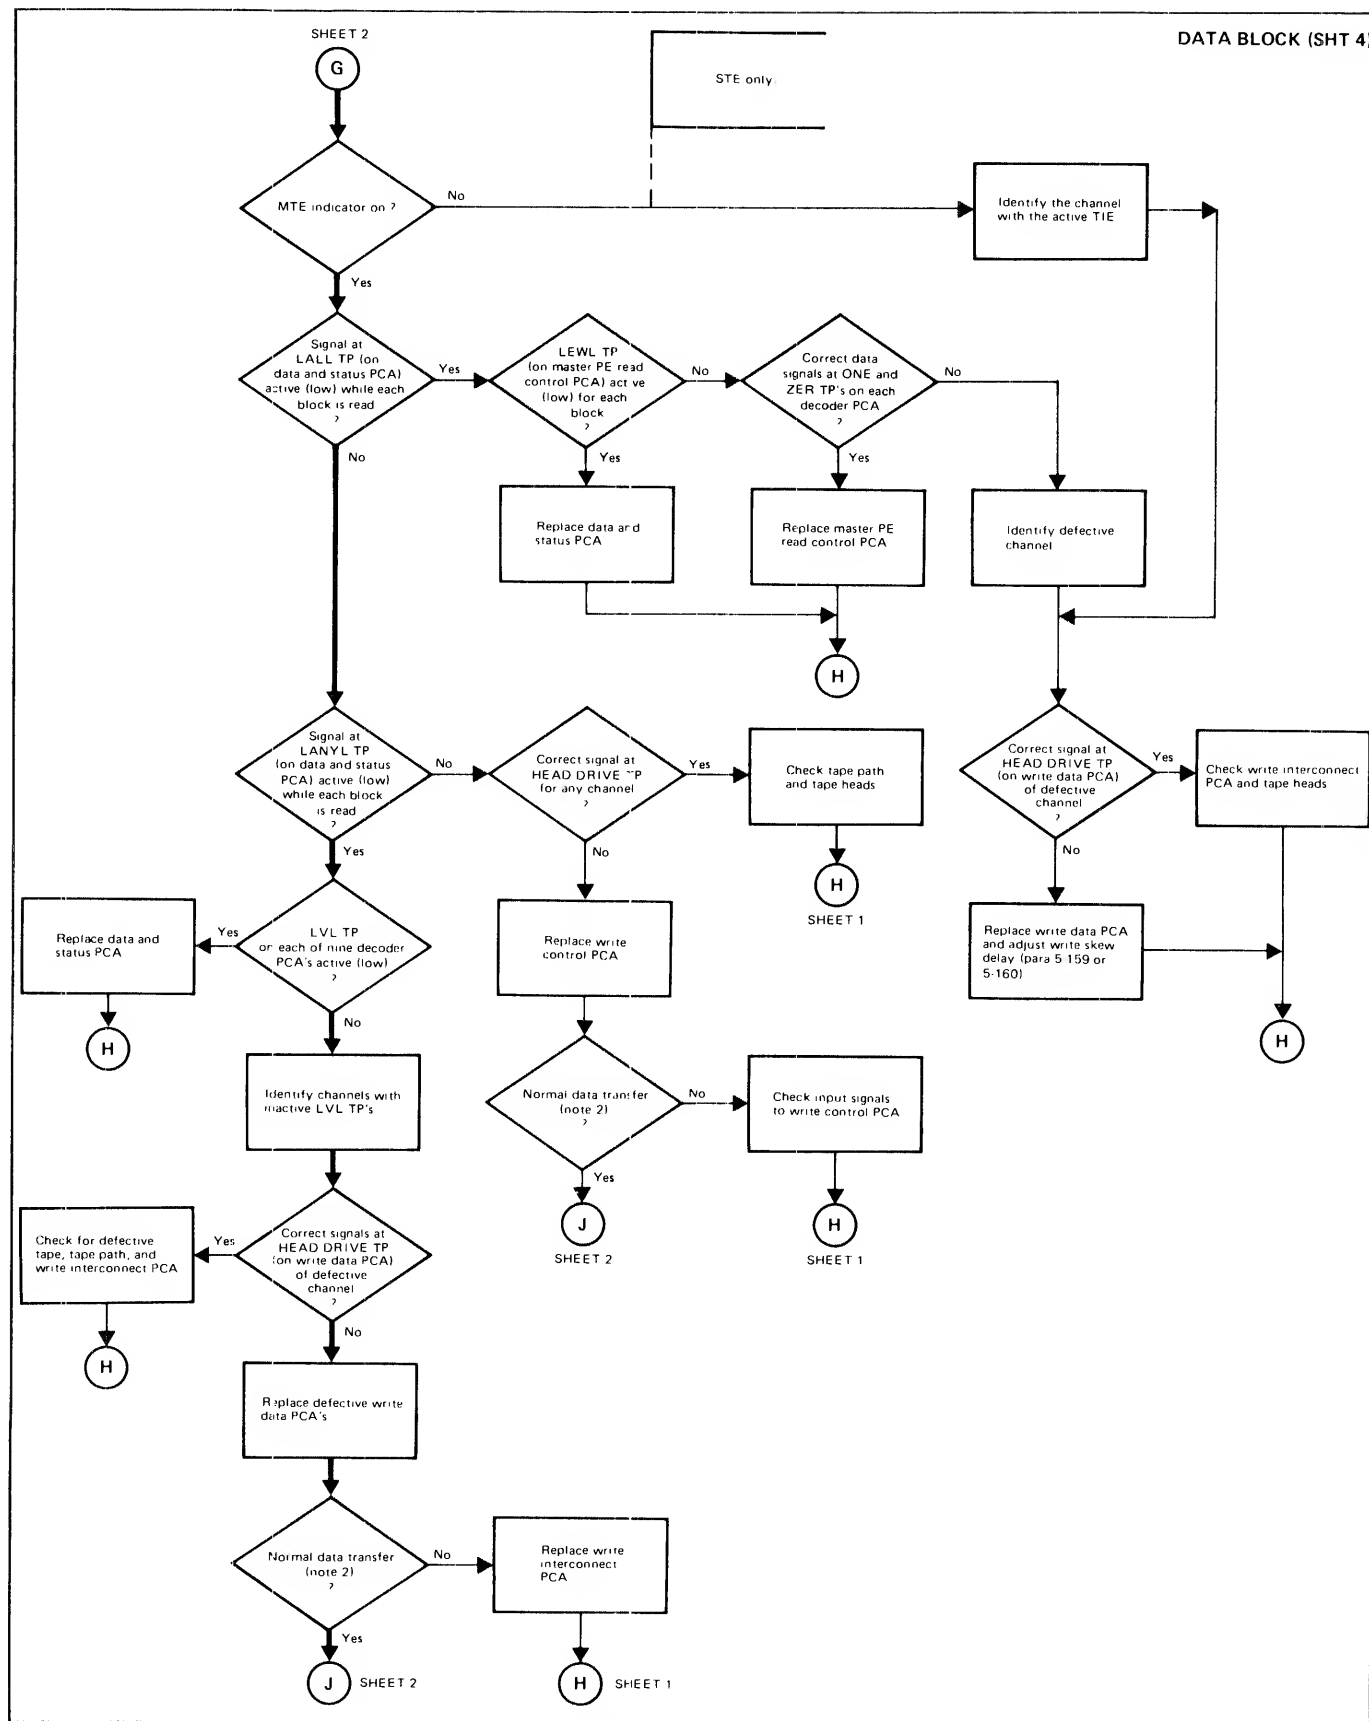 DATA BLOCK (SHT 4)
SHEET 2
G
STE only
MTE indicator on ?
No
Yes
Identify the channel
with the active TIE
Signal at
LALL TP (on
data and status PCA)
active (low) while each
block is read
?
Yes
No
LEWL TP
(on master PE read
control PCA) active
(low) for each
block
?
No
Yes
Correct data
signals at ONE and
ZER TP's on each
decoder PCA
?
No
Yes
Replace data and
status PCA
Replace master PE
read control PCA
Identify defective
channel
H
Signal at
LANYL TP
(on data and status
PCA) active (low)
while each block
is read
?
No
Yes
Correct signal at
HEAD DRIVE TP
for any channel
?
Yes
No
Check tape path
and tape heads
H
SHEET 1
Correct signal at
HEAD DRIVE TP
(on write data PCA)
of defective
channel
?
Yes
No
Check write interconnect
PCA and tape heads
Replace write data PCA
and adjust write skew
delay (para 5-159 or
5-160)
H
Replace data and
status PCA
H
Yes
LVL TP
on each of nine decoder
PCA's active (low)
?
No
Replace write
control PCA
Identify channels with
inactive LVL TP's
Normal data transfer
(note 2)
?
No
Yes
Check input signals
to write control PCA
J
SHEET 2
H
SHEET 1
Check for defective
tape, tape path, and
write interconnect PCA
H
Yes
Correct signals at
HEAD DRIVE TP
(on write data PCA)
of defective
channel
?
No
Replace defective write
data PCA's
Normal data transfer
(note 2)
?
No
Yes
Replace write
interconnect
PCA
J
SHEET 2
H
SHEET 1